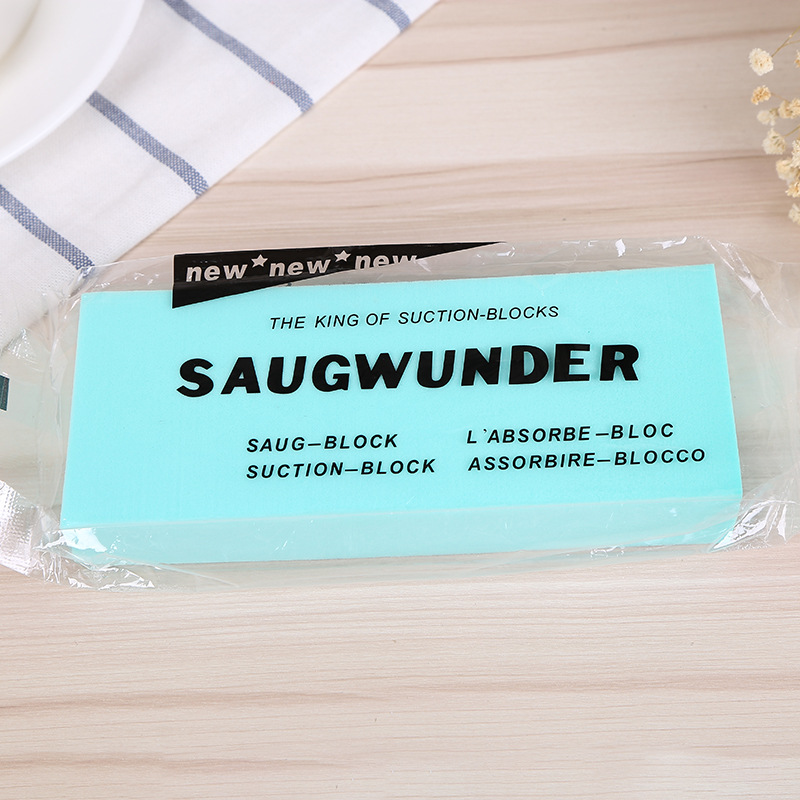 new★new★new
THE KING OF SUCTION-BLOCKS
SAUGWUNDER
SAUG—BLOCK
SUCTION—BLOCK
L`ABSORBE—BLOC
ASSORBIRE—BLOCCO